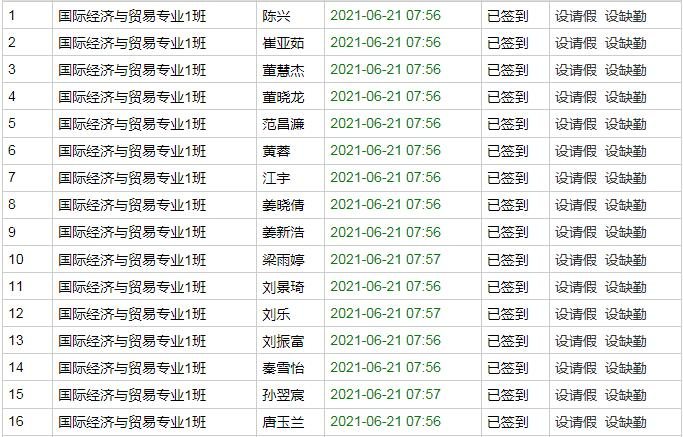 1 国际经济与贸易专业1班 陈兴 2021-06-21 07:56 已签到 设请假 设缺勤
2 国际经济与贸易专业1班 崔亚茹 2021-06-21 07:56 已签到 设请假 设缺勤
3 国际经济与贸易专业1班 董慧杰 2021-06-21 07:56 已签到 设请假 设缺勤
4 国际经济与贸易专业1班 董晓龙 2021-06-21 07:56 已签到 设请假 设缺勤
5 国际经济与贸易专业1班 范昌濂 2021-06-21 07:56 已签到 设请假 设缺勤
6 国际经济与贸易专业1班 黄蓉 2021-06-21 07:56 已签到 设请假 设缺勤
7 国际经济与贸易专业1班 江宇 2021-06-21 07:56 已签到 设请假 设缺勤
8 国际经济与贸易专业1班 姜晓倩 2021-06-21 07:56 已签到 设请假 设缺勤
9 国际经济与贸易专业1班 姜新浩 2021-06-21 07:56 已签到 设请假 设缺勤
10 国际经济与贸易专业1班 梁雨婷 2021-06-21 07:57 已签到 设请假 设缺勤
11 国际经济与贸易专业1班 刘景琦 2021-06-21 07:56 已签到 设请假 设缺勤
12 国际经济与贸易专业1班 刘乐 2021-06-21 07:57 已签到 设请假 设缺勤
13 国际经济与贸易专业1班 刘振富 2021-06-21 07:56 已签到 设请假 设缺勤
14 国际经济与贸易专业1班 秦雪怡 2021-06-21 07:56 已签到 设请假 设缺勤
15 国际经济与贸易专业1班 孙翌宸 2021-06-21 07:57 已签到 设请假 设缺勤
16 国际经济与贸易专业1班 唐玉兰 2021-06-21 07:56 已签到 设请假 设缺勤